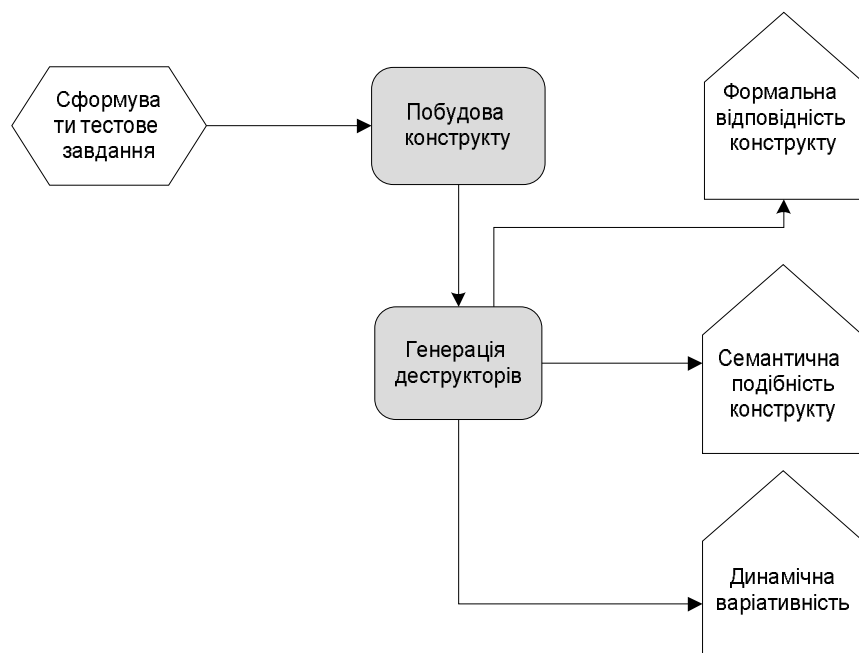 Сформува
ти тестове
завдання
Побудова
конструкту
Формальна
відповідність
конструкту
Генерація
деструкторів
Семантична
подібність
конструкту
Динамічна
варіативність